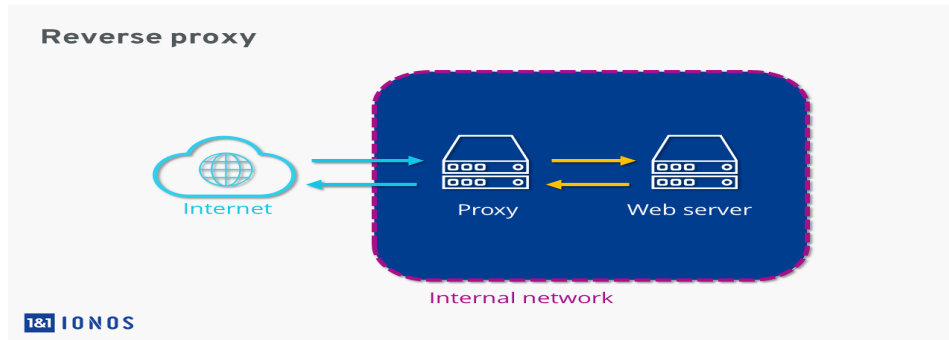 Reverse proxy
Internet
Proxy
Web server
Internal network
1&1 IONOS